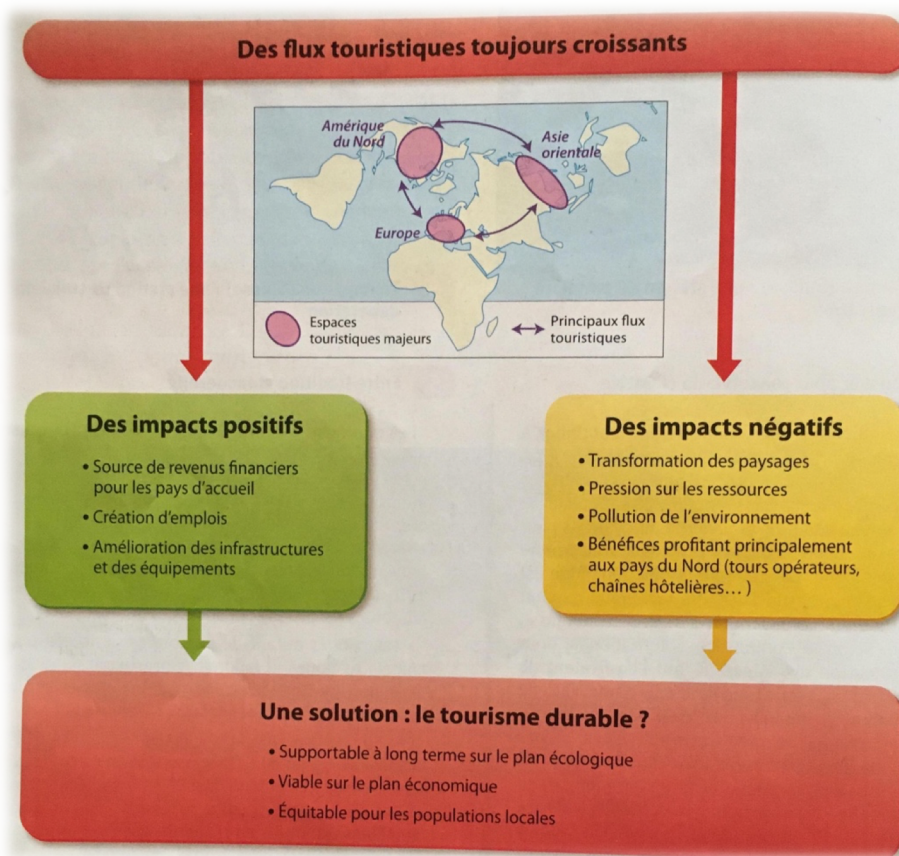 Des flux touristiques toujours croissants
Amérique
du Nord
Asie
orientale
Europe
Espaces
touristiques majeurs
Principaux flux
touristiques
Des impacts positifs
• Source de revenus financiers
pour les pays d'accueil
• Création d'emplois
• Amélioration des infrastructures
et des équipements
Des impacts négatifs
• Transformation des paysages
• Pression sur les ressources
• Pollution de l'environnement
• Bénéfices profitant principalement
aux pays du Nord (tours opérateurs,
chaînes hôtelières… )
Une solution : le tourisme durable ?
• Supportable à long terme sur le plan écologique
• Viable sur le plan économique
• Équitable pour les populations locales